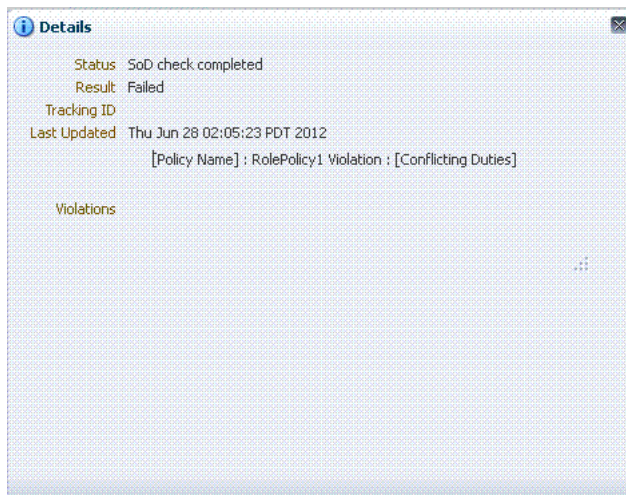 Details
Status SoD check completed
Result Failed
Tracking ID
Last Updated Thu Jun 28 02:05:23 PDT 2012
[Policy Name] : RolePolicy1 Violation : [Conflicting Duties]
Violations